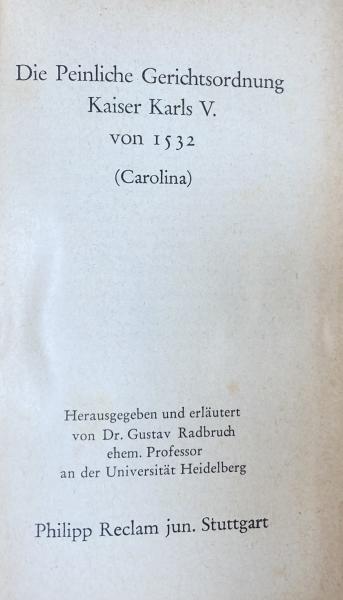 Die Peinliche Gerichtsordnung
Kaiser Karls V.
von 1532
(Carolina)
Herausgegeben und erläutert
von Dr. Gustav Radbruch
ehem. Professor
an der Universität Heidelberg
Philipp Reclam jun. Stuttgart